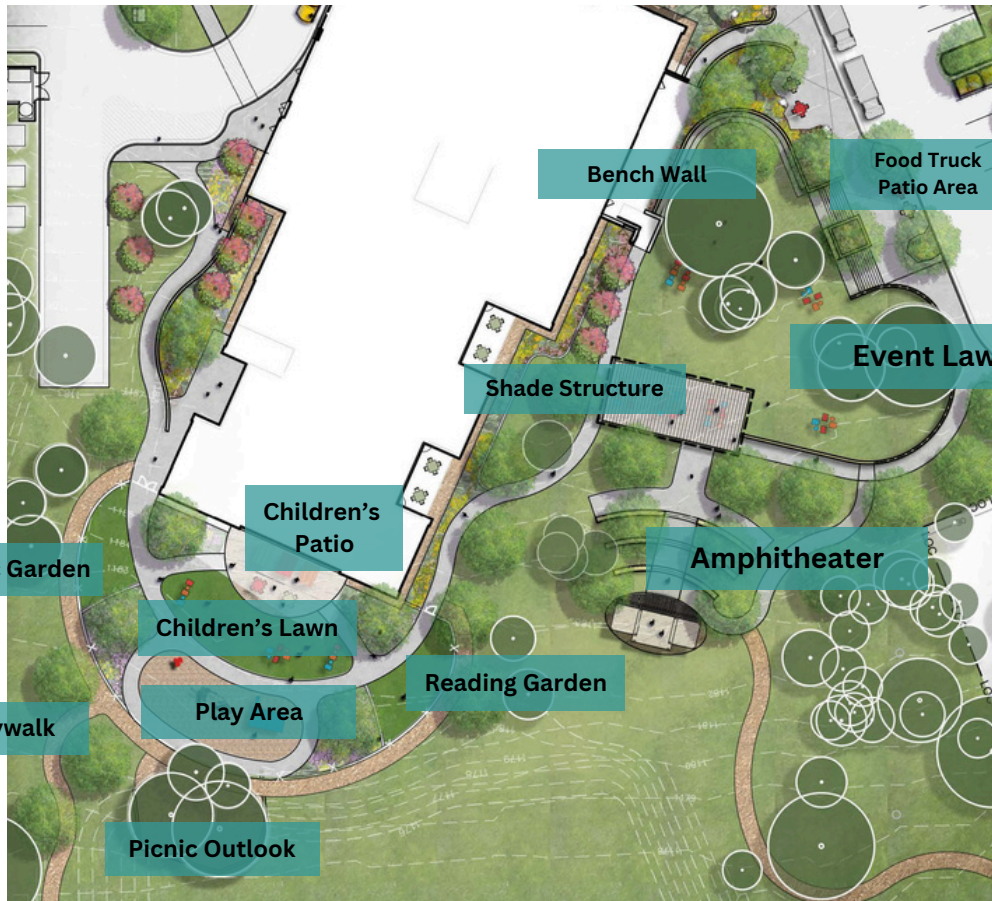 Bench Wall
Food Truck
Patio Area
Event Law
Shade Structure
Children's
Patio
Amphitheater
Garden
Children's Lawn
Reading Garden
Play Area
walk
Picnic Outlook